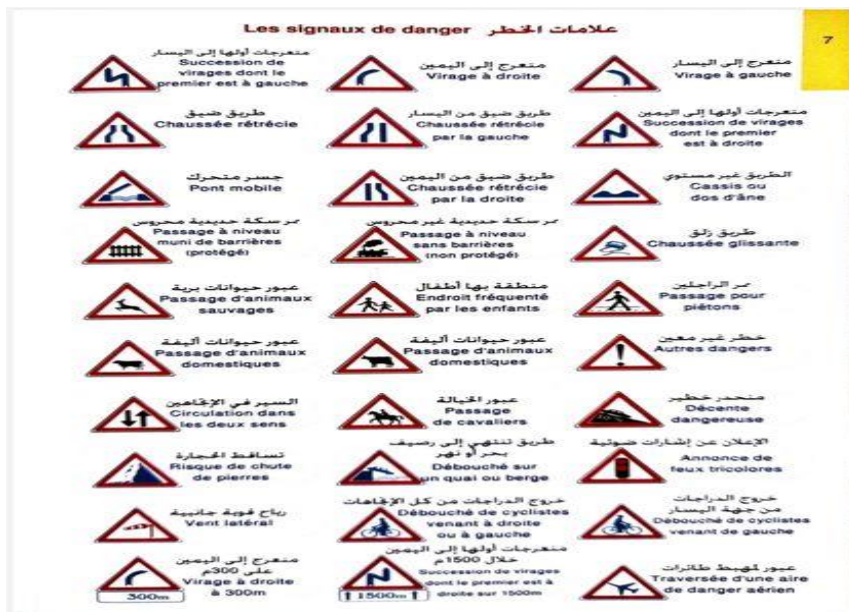 Les signaux de danger علامات الخطر
7
منعرج إلى اليسار
Virage à gauche
منعرج إلى اليمين
Virage à droite
منعرجات أولها إلى اليسار
Succession de
virages dont le
premier est à gauche
منعرجات أولها إلى اليمين
Succession de virages
dont le premier
est à droite
طريق ضيق من اليسار
Chaussée rétrécie
par la gauche
طريق ضيق
Chaussée rétrécie
الطريق غير مستوي
Cassis ou
dos d'âne
طريق ضيق من اليمين
Chaussée rétrécie
par la droite
جسر متحرك
Pont mobile
طريق زلق
Chaussée glissante
ممر سكة حديدية غير محروس
Passage à niveau
sans barrières
(non protégé)
ممر سكة حديدية محروس
Passage à niveau
muni de barrières
(protégé)
ممر الراجلين
Passage pour
piétons
منطقة بها أطفال
Endroit fréquenté
par les enfants
عبور حيوانات برية
Passage d'animaux
sauvages
خطر غير معين
Autres dangers
عبور حيوانات أليفة
Passage d'animaux
domestiques
عبور حيوانات أليفة
Passage d'animaux
domestiques
منحدر خطير
Décente
dangereuse
عبور الخيالة
Passage
de cavaliers
السير في الإتجاهين
Circulation dans
les deux sens
الإعلان عن إشارات ضوئية
Annonce de
feux tricolores
طريق تنتهي إلى رصيف
بحر أو نهر
Débouché sur
un quai ou berge
تساقط الحجارة
Risque de chute
de pierres
خروج الدراجات
من جهة اليسار
Débouché de cyclistes
venant de gauche
خروج الدراجات من كل الإتجاهات
Débouché de cyclistes
venant à droite
ou à gauche
رياح قوية جانبية
Vent latéral
عبور لمهبط طائرات
Traversée d'une aire
de danger aérien
منعرجات أولها إلى اليمين
خلال 1500م
Succession de virages
dont le premier est à
droite sur 1500m
1500m
منعرج إلى اليمين
على 300م
Virage à droite
à 300m
300m